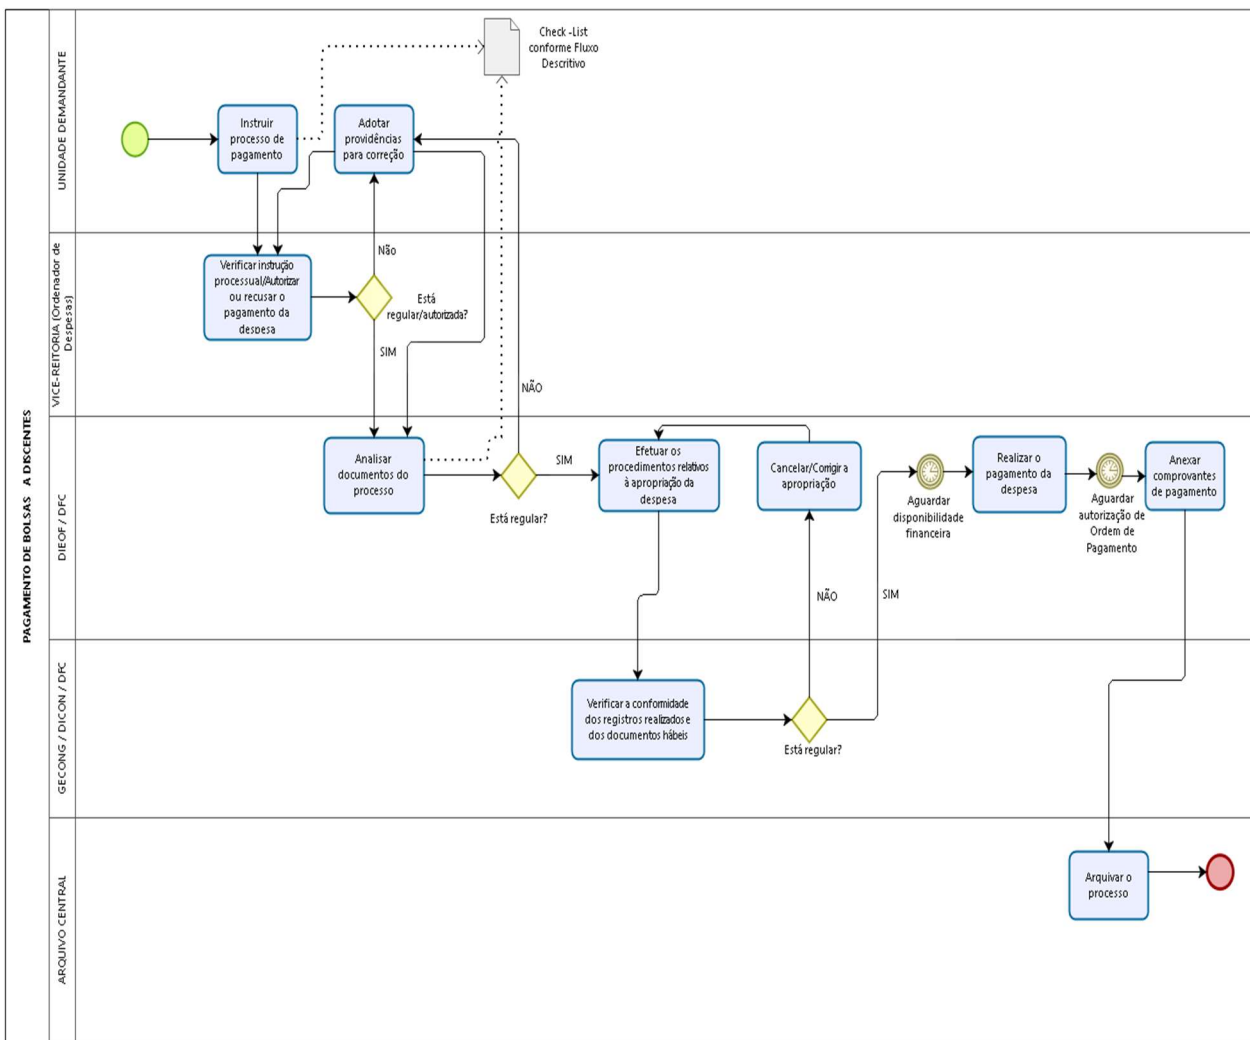 PAGAMENTO DE BOLSAS A DISCENTES
UNIDADE DEMANDANTE
Instruir
processo de
pagamento
Adotar
providências
para correção
Check -List
conforme Fluxo
Descritivo
VICE-REITORIA (Ordenador de
Despesas)
Verificar instrução
processual/Autorizar
ou recusar o
pagamento da
despesa
Não
Está
regular/autorizada?
SIM
NÃO
DIEOF / DFC
Analisar
documentos do
processo
Está regular?
SIM
Efetuar os
procedimentos relativos
à apropriação da
despesa
Cancelar/Corrigir a
apropriação
NÃO
SIM
Aguardar
disponibilidade
financeira
Realizar o
pagamento da
despesa
Aguardar
autorização de
Ordem de
Pagamento
Anexar
comprovantes
de pagamento
GECONG / DICON / DFC
Verificar a conformidade
dos registros realizados e
dos documentos hábeis
Está regular?
ARQUIVO CENTRAL
Arquivar o
processo